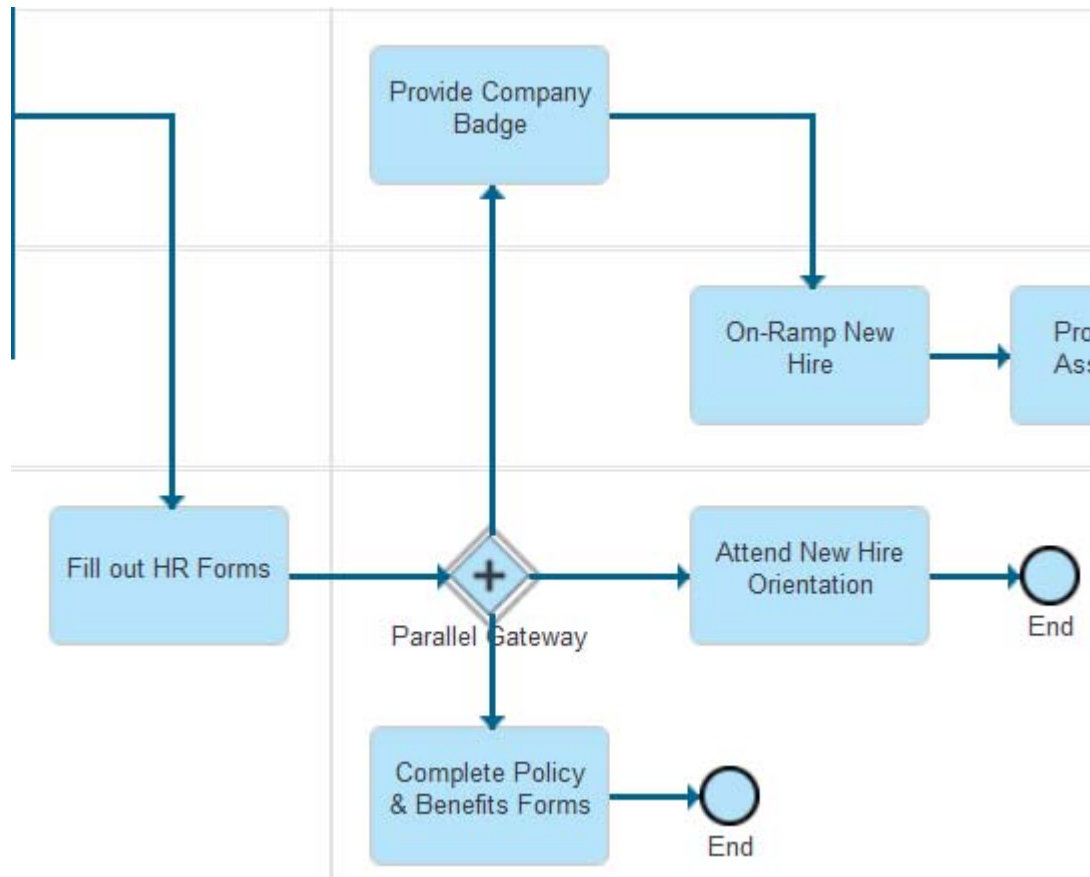 Provide Company
Badge
On-Ramp New
Hire
Fill out HR Forms
Parallel Gateway
Attend New Hire
Orientation
End
Complete Policy
& Benefits Forms
End